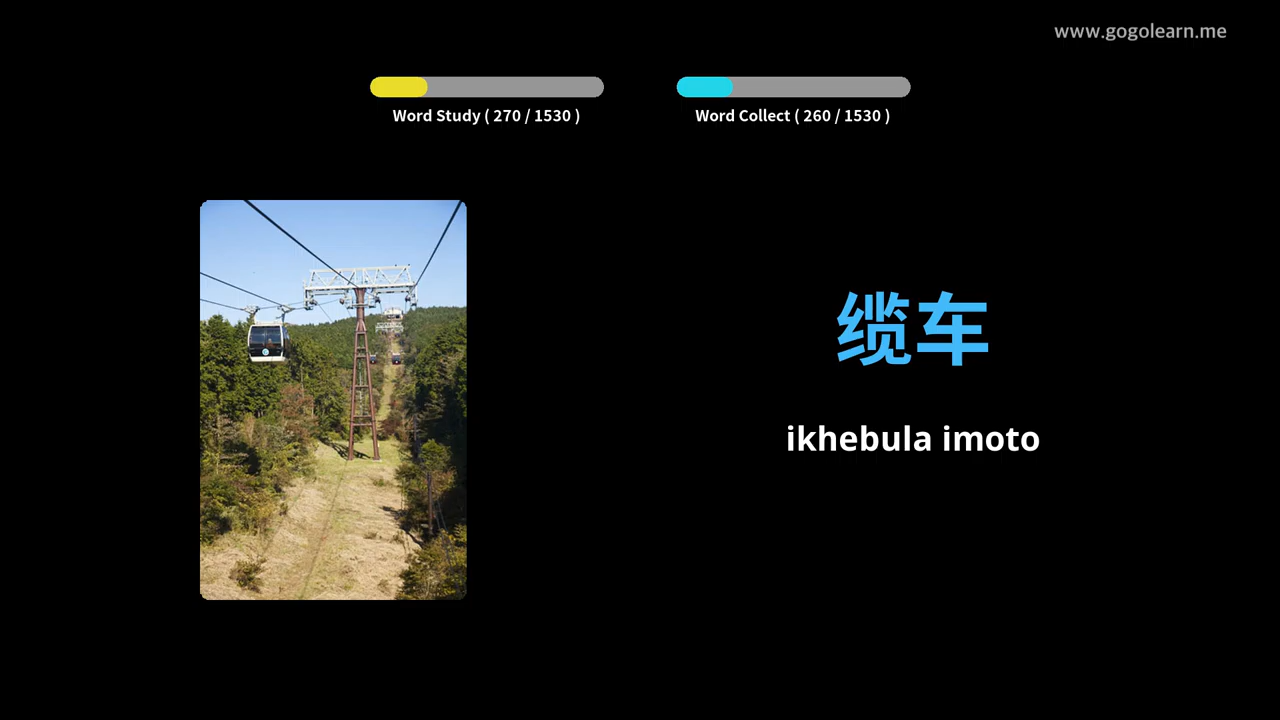 www.gogolearn.me
Word Study ( 270 / 1530 )
Word Collect ( 260 / 1530 )
缆车
ikhebula imoto